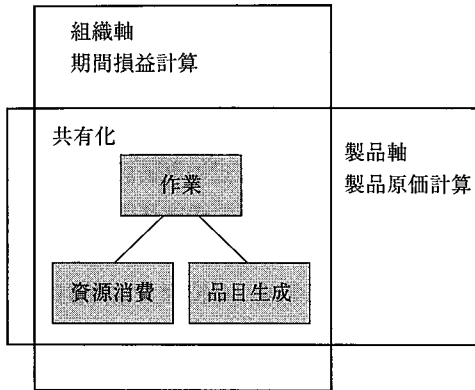 組織軸
期間損益計算
共有化
製品軸
製品原価計算
作業
資源消費
品目生成